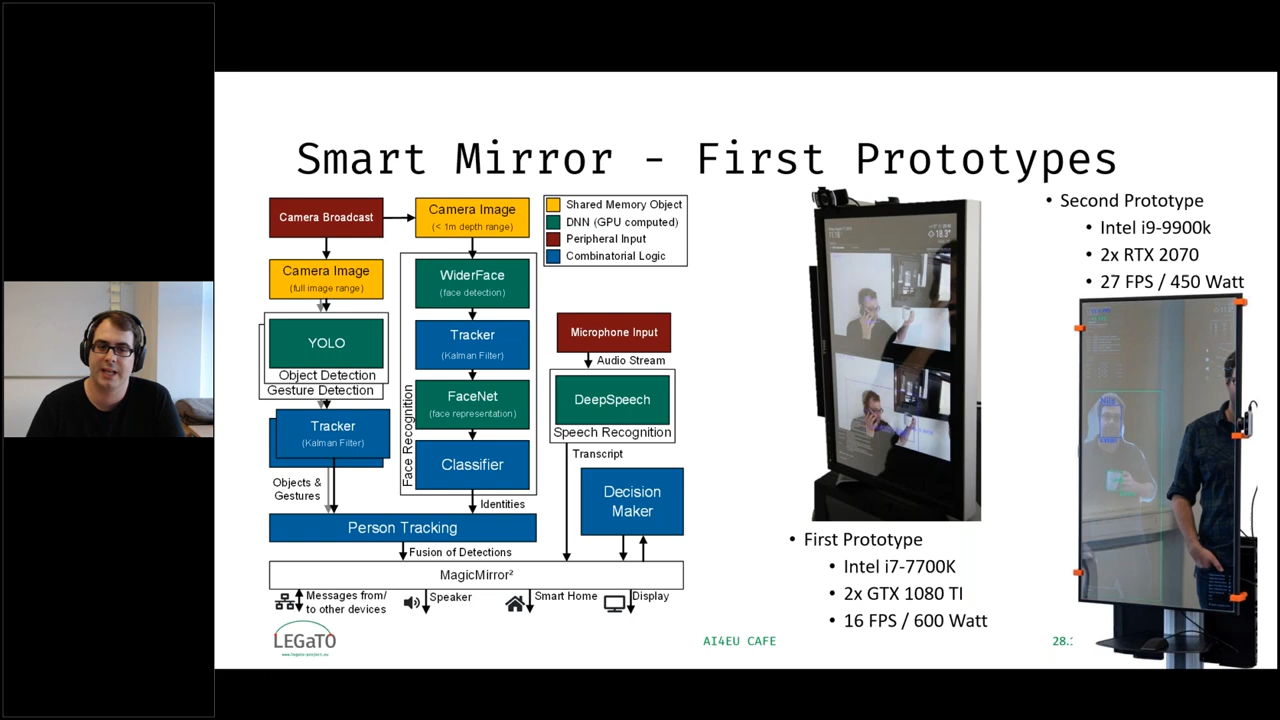 Smart Mirror - First Prototypes
Camera Broadcast
Camera Image
(< 1m depth range)
Shared Memory Object
DNN (GPU computed)
Peripheral Input
Combinatorial Logic
Camera Image
(full image range)
YOLO
Object Detection
Gesture Detection
Tracker
(Kalman Filter)
Objects &
Gestures
WiderFace
(face detection)
Tracker
(Kalman Filter)
FaceNet
(face representation)
Classifier
Face Recognition
Identities
Microphone Input
Audio Stream
DeepSpeech
Speech Recognition
Transcript
Decision
Maker
Person Tracking
Fusion of Detections
MagicMirror²
Messages from/
to other devices
Speaker
Smart Home
Display
• First Prototype
• Intel i7-7700K
• 2x GTX 1080 TI
• 16 FPS / 600 Watt
• Second Prototype
• Intel i9-9900k
• 2x RTX 2070
• 27 FPS / 450 Watt
LEGaTO
www.legato-project.eu
AI4EU CAFE
28.